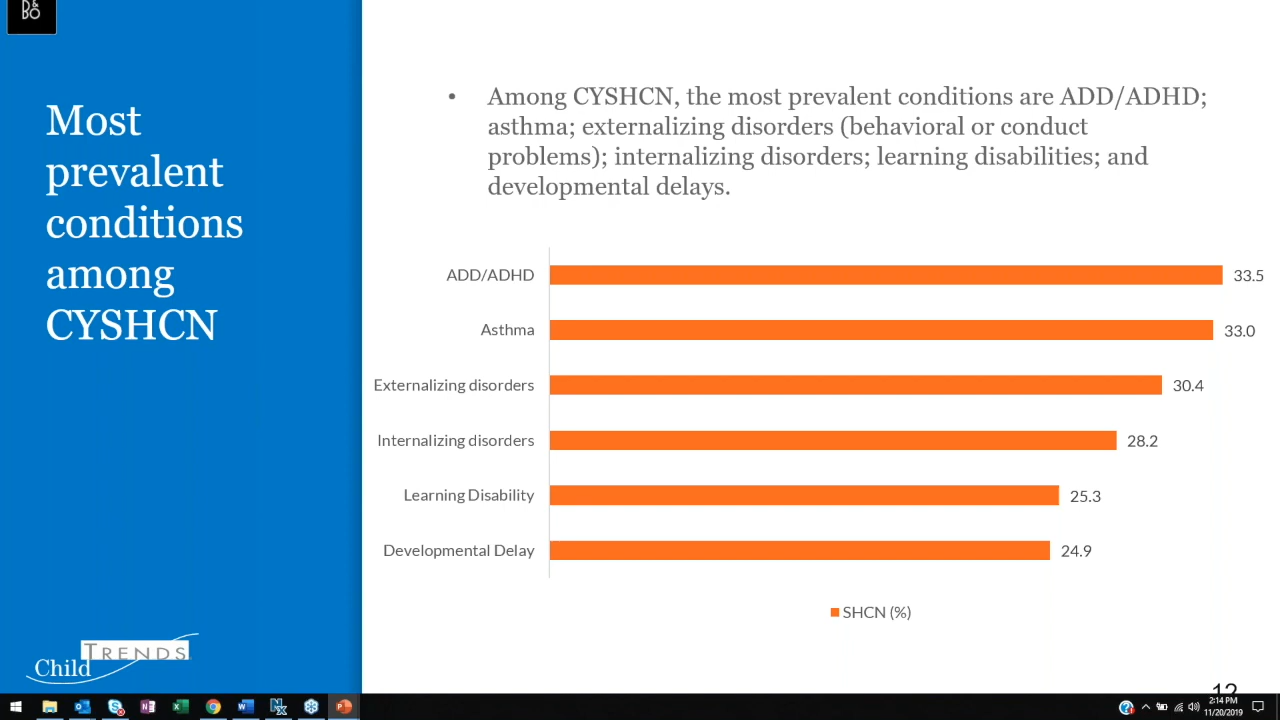 B&
BO
Most
prevalent
conditions
among
CYSHCN
• Among CYSHCN, the most prevalent conditions are ADD/ADHD;
asthma; externalizing disorders (behavioral or conduct
problems); internalizing disorders; learning disabilities; and
developmental delays.
ADD/ADHD 33.5
Asthma 33.0
Externalizing disorders 30.4
Internalizing disorders 28.2
Learning Disability 25.3
Developmental Delay 24.9
SHCN (%)
Child TRENDS
12
2:14 PM
11/20/2019